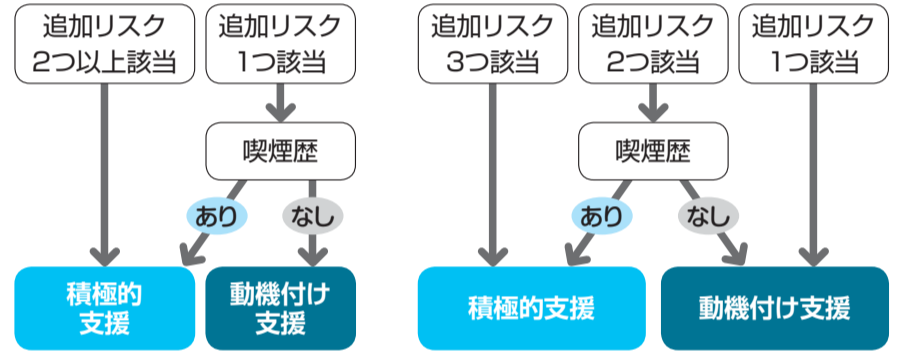 追加リスク
2つ以上該当
追加リスク
1つ該当
喫煙歴
あり
なし
積極的
支援
動機付け
支援
追加リスク
3つ該当
追加リスク
2つ該当
追加リスク
1つ該当
喫煙歴
あり
なし
積極的支援
動機付け支援